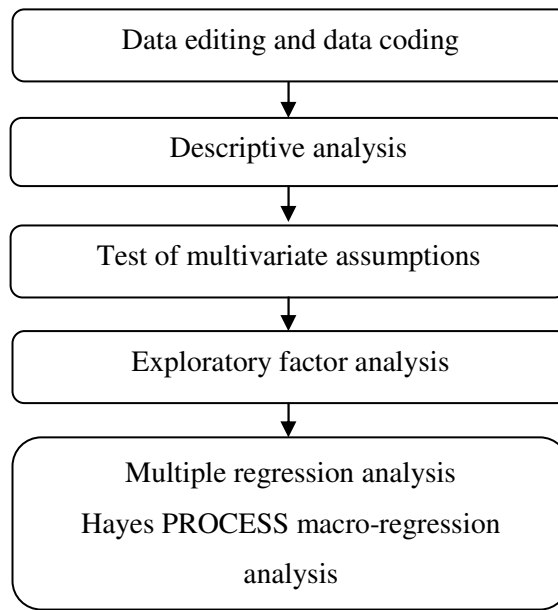 Data editing and data coding
Descriptive analysis
Test of multivariate assumptions
Exploratory factor analysis
Multiple regression analysis
Hayes PROCESS macro-regression
analysis